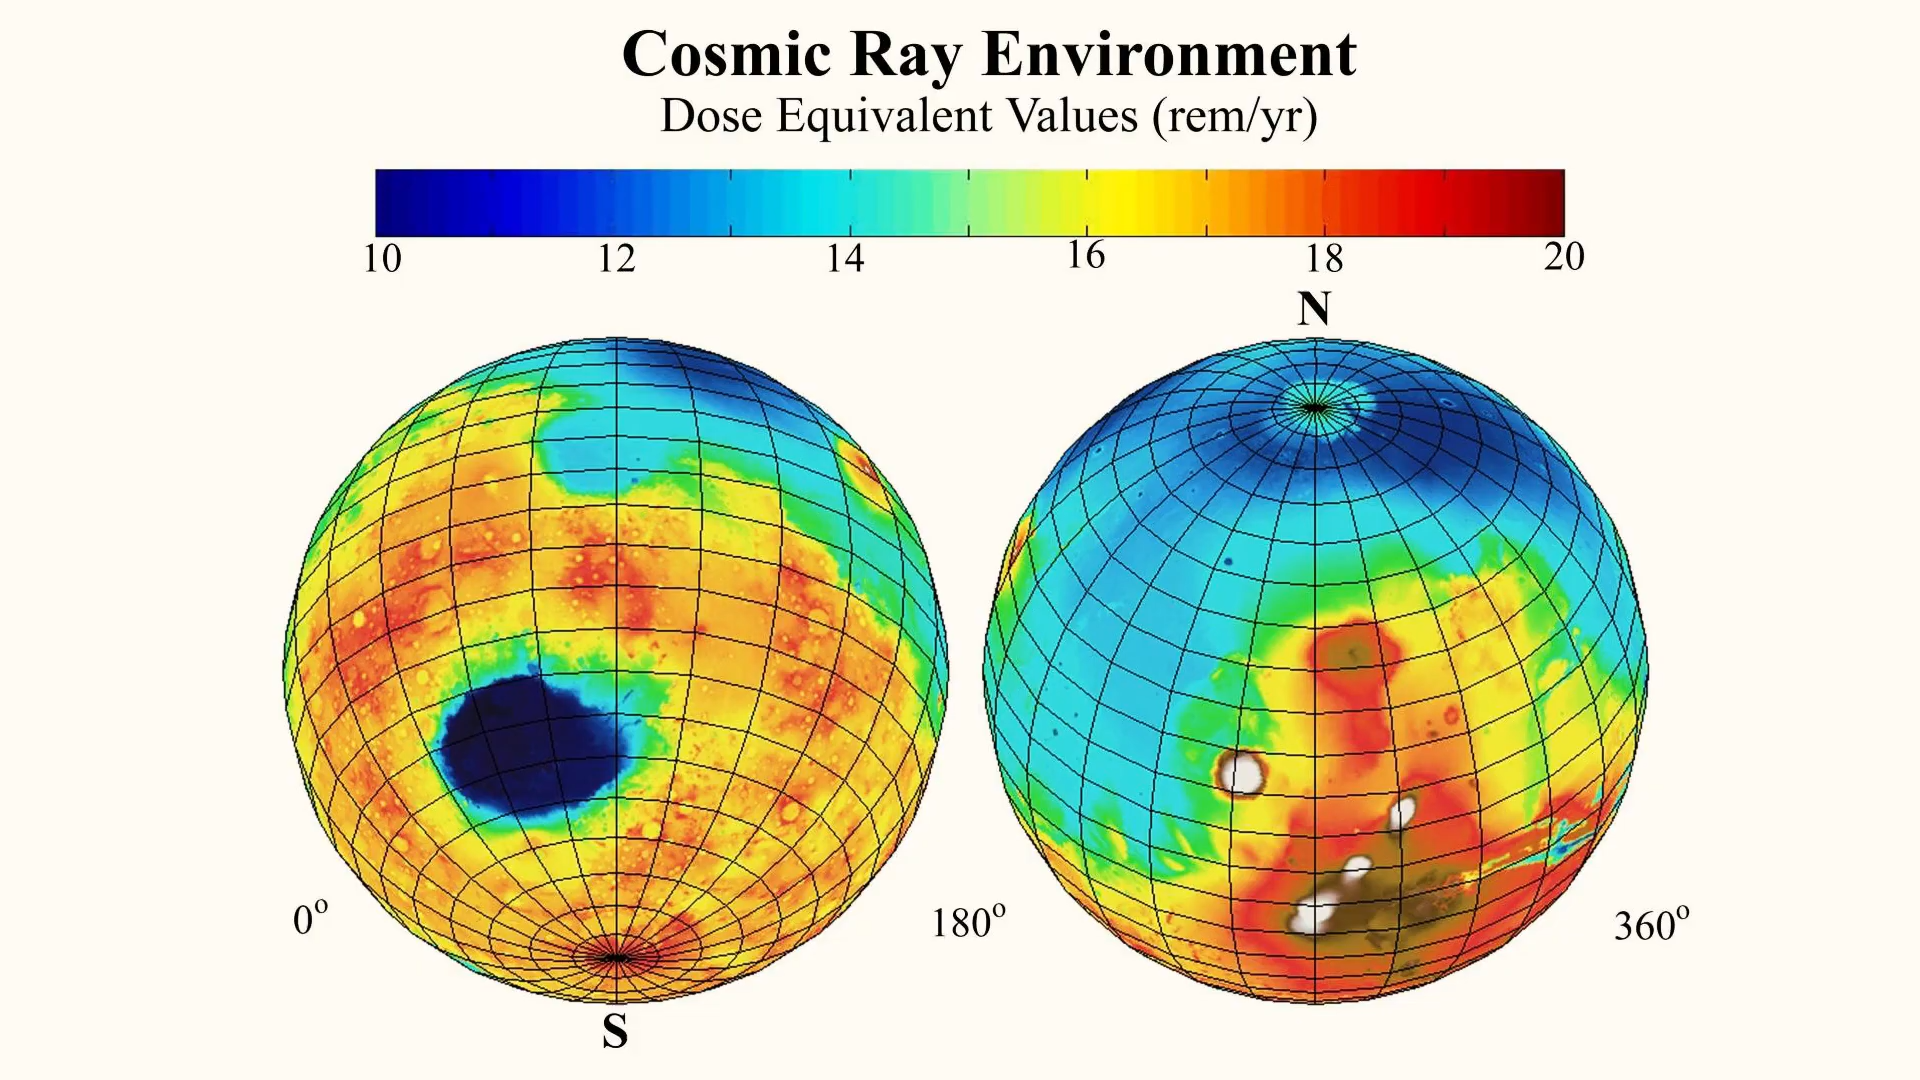 Cosmic Ray Environment
Dose Equivalent Values (rem/yr)
10 12 14 16 18 20
N
0° 180° 360°
S